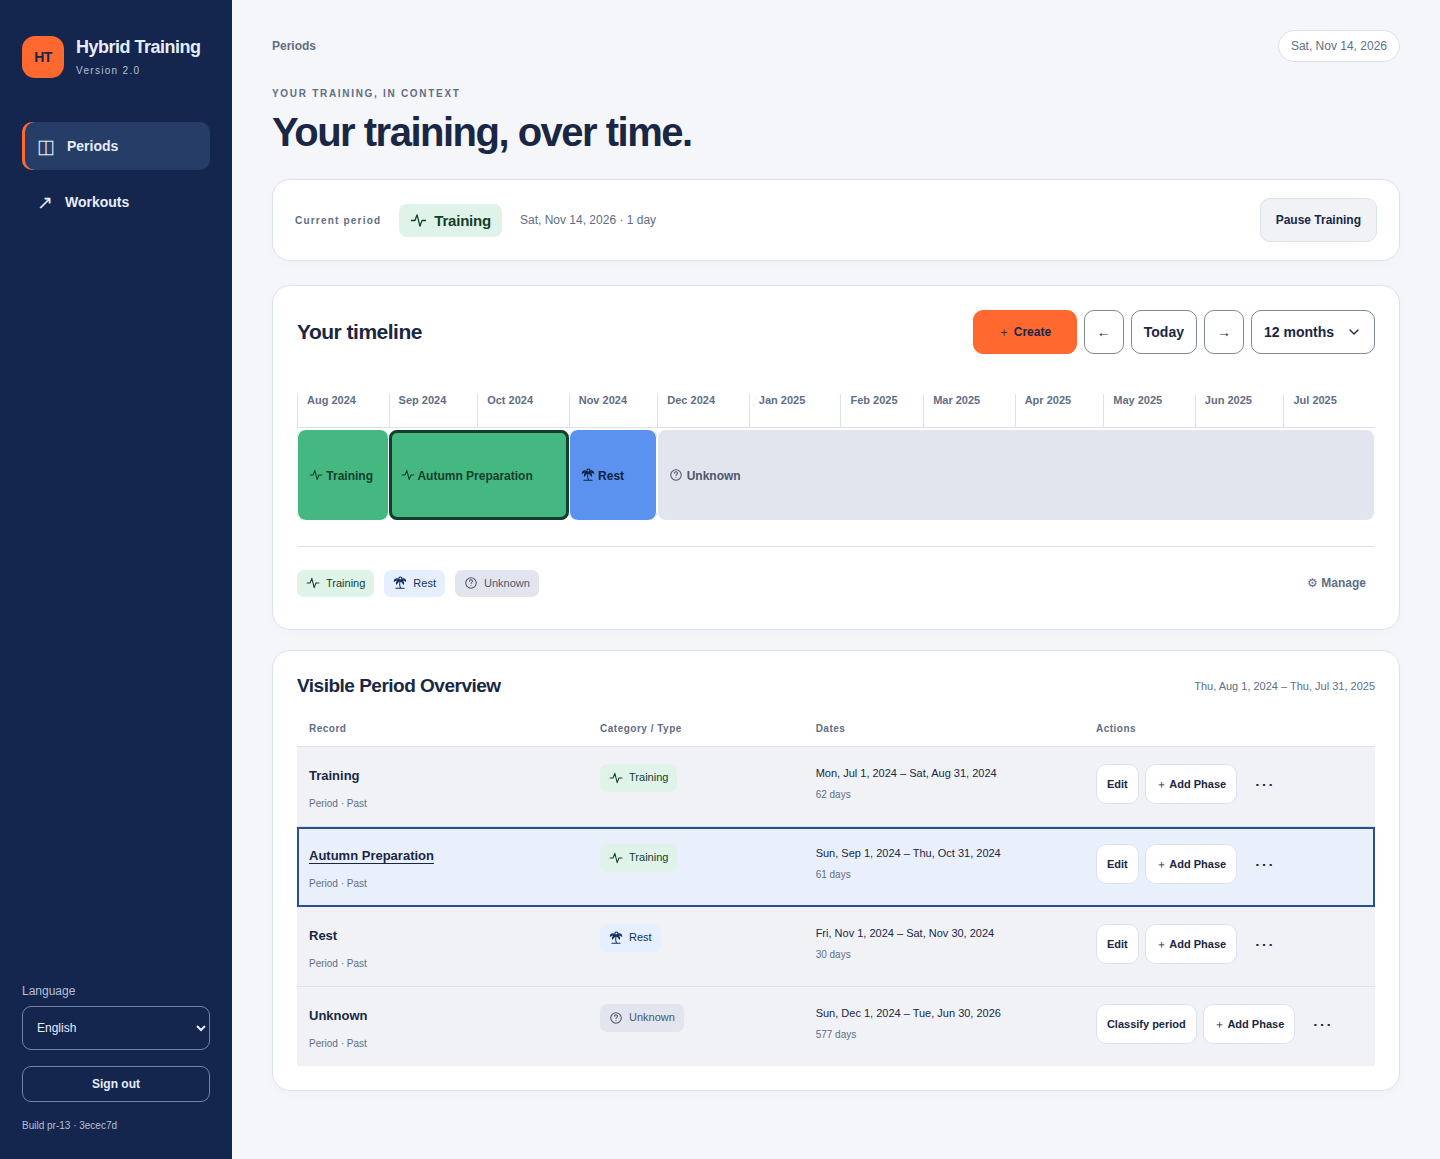 HT
Hybrid Training
Version 2.0
Periods
Workouts
Language
English
Sign out
Build pr-13 · 3ecec7d
Periods
Sat, Nov 14, 2026
YOUR TRAINING, IN CONTEXT
Your training, over time.
Current period Training Sat, Nov 14, 2026 · 1 day Pause Training
Your timeline
+ Create ← Today → 12 months
Aug 2024 Sep 2024 Oct 2024 Nov 2024 Dec 2024 Jan 2025 Feb 2025 Mar 2025 Apr 2025 May 2025 Jun 2025 Jul 2025
Training Autumn Preparation Rest Unknown
Training Rest Unknown ⚙ Manage
Visible Period Overview Thu, Aug 1, 2024 – Thu, Jul 31, 2025
Record Category / Type Dates Actions
Training Training Mon, Jul 1, 2024 – Sat, Aug 31, 2024 Edit + Add Phase ···
Period · Past 62 days
Autumn Preparation Training Sun, Sep 1, 2024 – Thu, Oct 31, 2024 Edit + Add Phase ···
Period · Past 61 days
Rest Rest Fri, Nov 1, 2024 – Sat, Nov 30, 2024 Edit + Add Phase ···
Period · Past 30 days
Unknown Unknown Sun, Dec 1, 2024 – Tue, Jun 30, 2026 Classify period + Add Phase ···
Period · Past 577 days